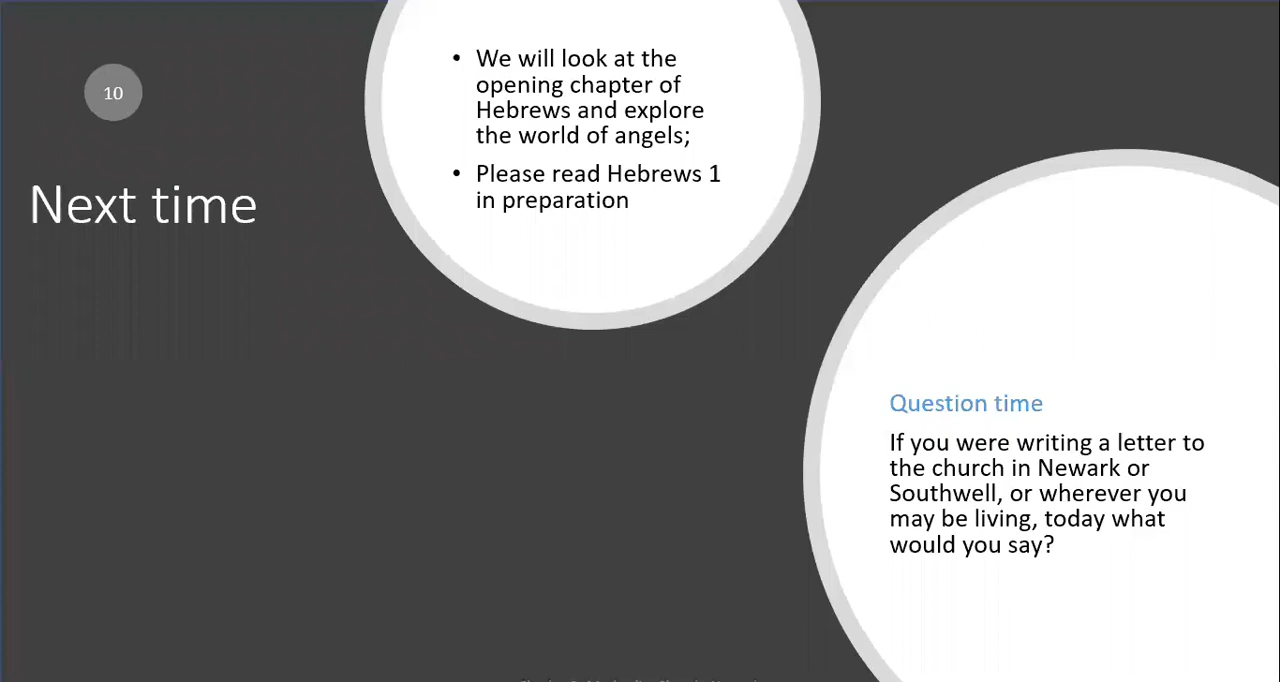 10
Next time
• We will look at the
opening chapter of
Hebrews and explore
the world of angels;
• Please read Hebrews 1
in preparation
Question time
If you were writing a letter to
the church in Newark or
Southwell, or wherever you
may be living, today what
would you say?